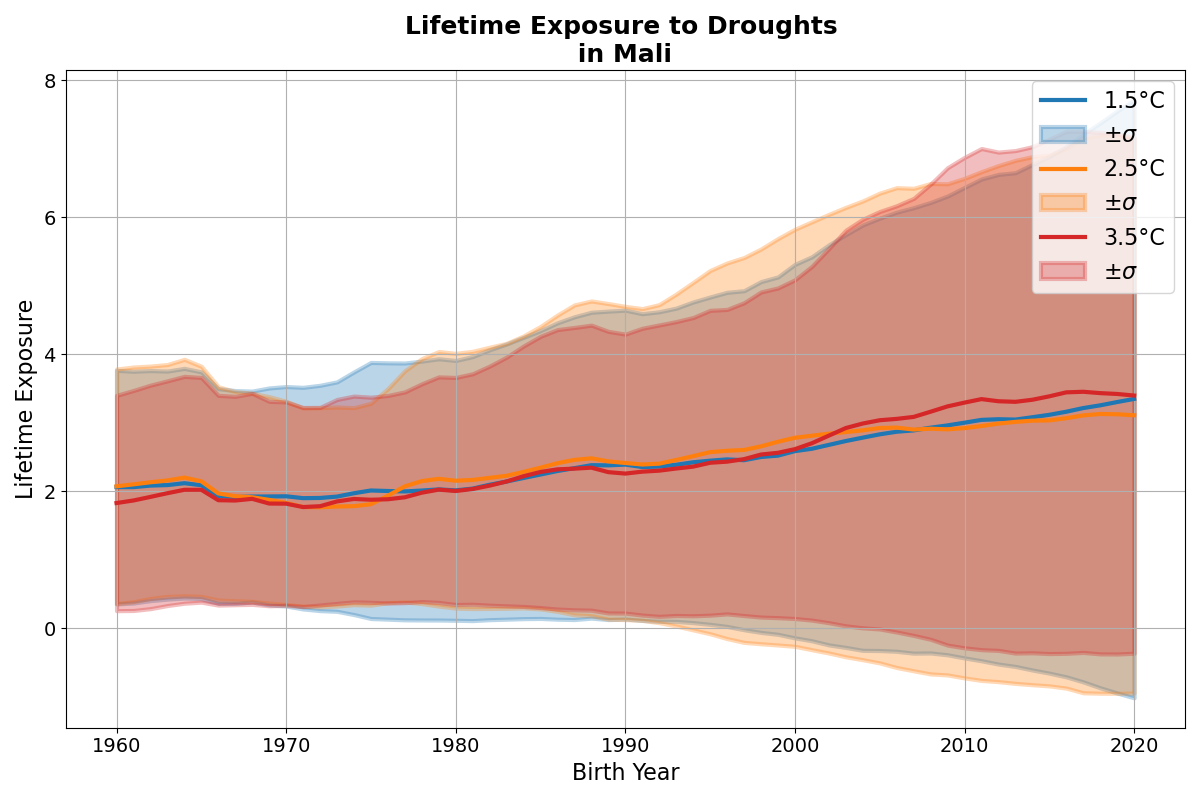 Lifetime Exposure to Droughts
in Mali
Lifetime Exposure
8
6
4
2
0
1960 1970 1980 1990 2000 2010 2020
Birth Year
1.5°C
±σ
2.5°C
±σ
3.5°C
±σ